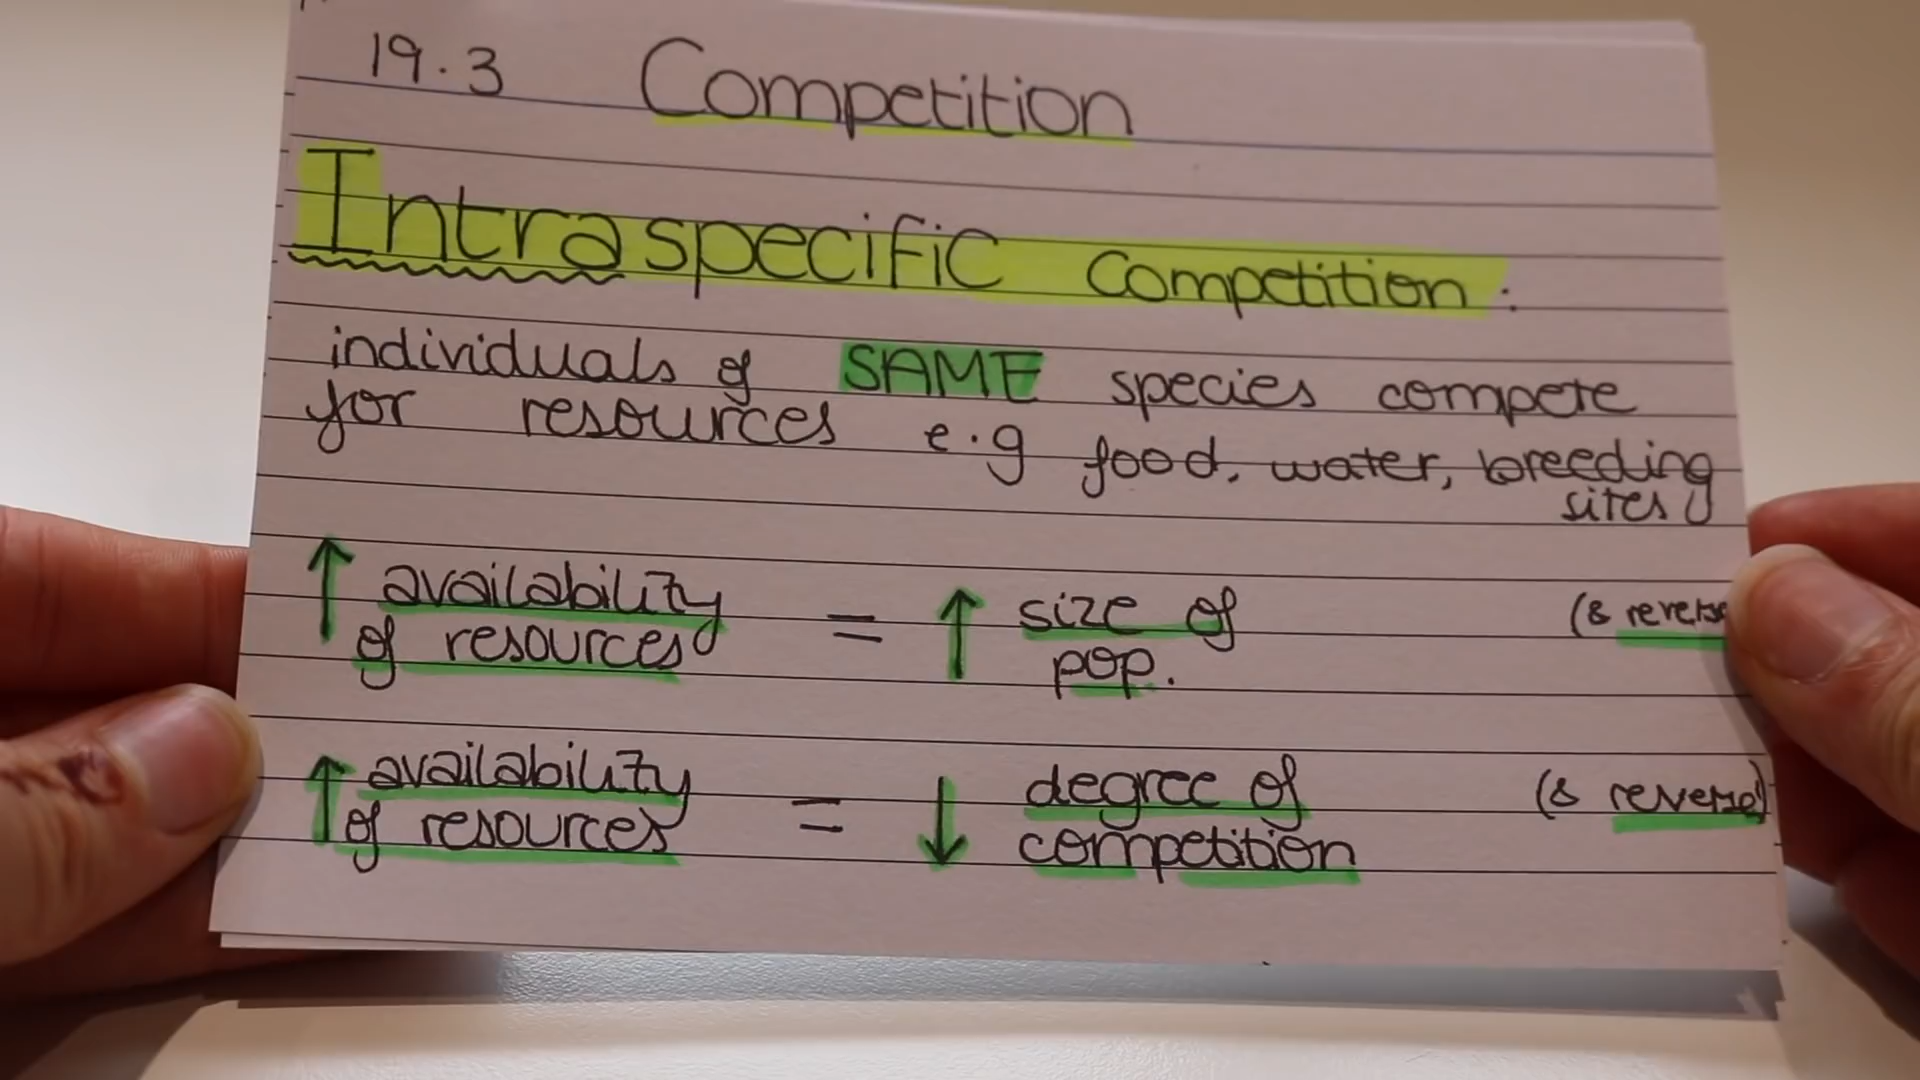 19.3 Competition
Intraspecific competition:
individuals of SAME species compete
for resources e.g food, water, breeding
sites
↑ availability = ↑ size of (& reverse
of resources pop.
↑ availability = ↓ degree of (& reverse)
of resources competition